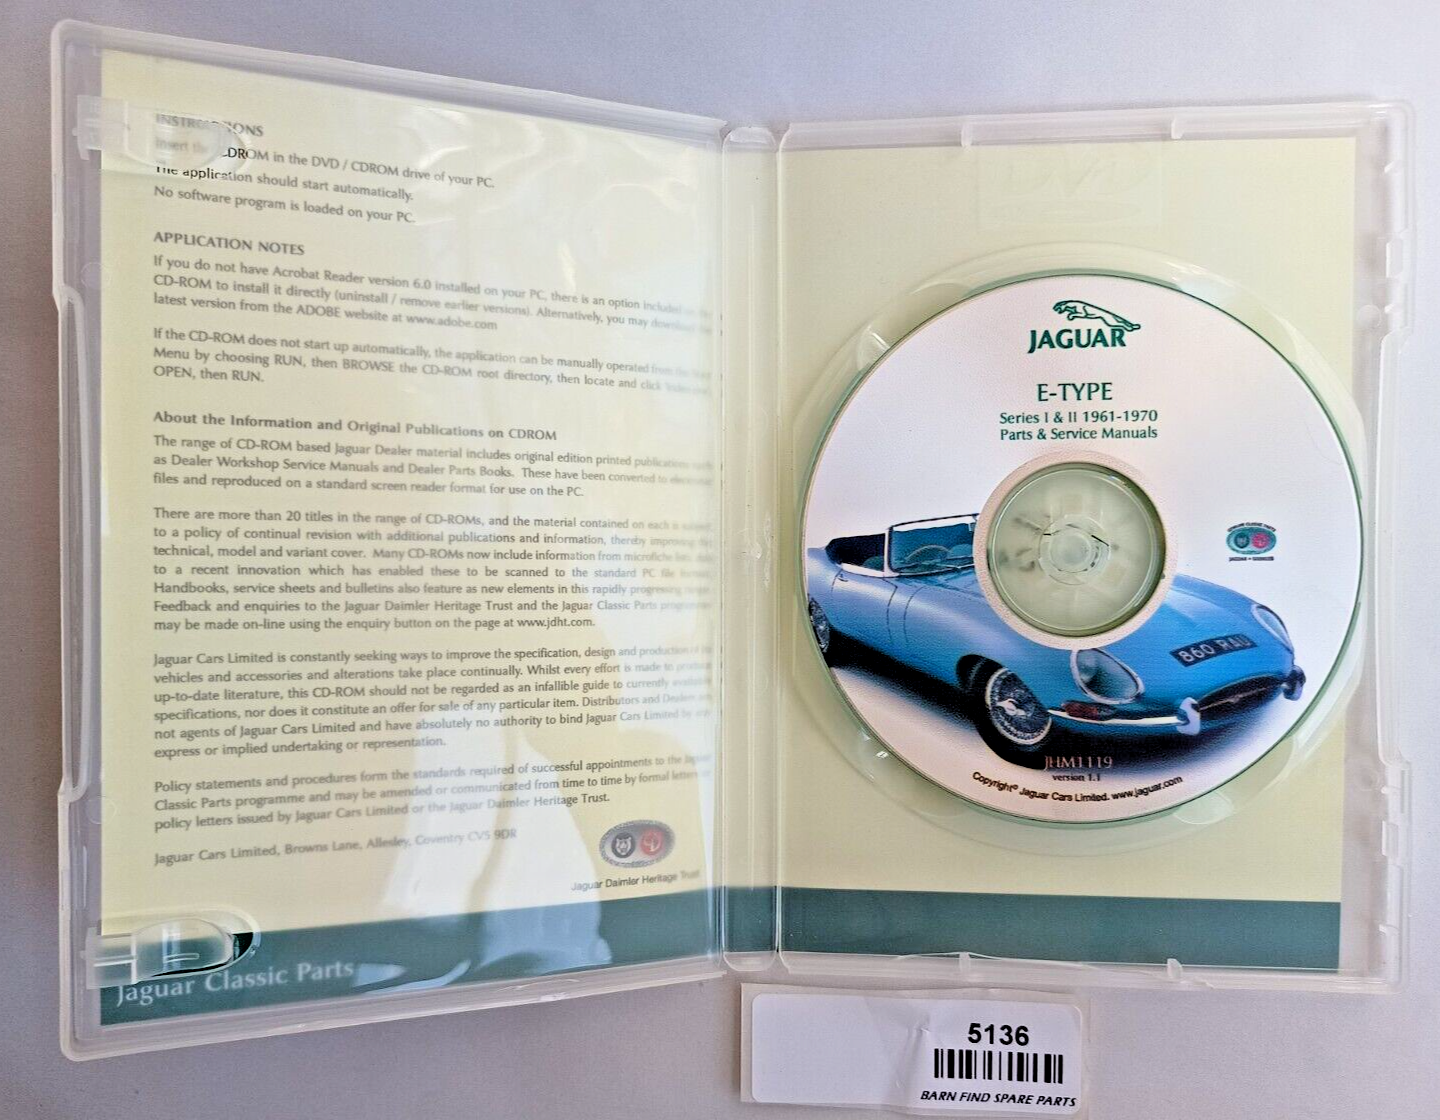 INSTRUCTIONS
Insert the CDROM in the DVD / CDROM drive of your PC.
The application should start automatically.
No software program is loaded on your PC.
APPLICATION NOTES
If you do not have Acrobat Reader version 6.0 installed on your PC, there is an option included on the
CD-ROM to install it directly (uninstall / remove earlier versions). Alternatively, you may download the
latest version from the ADOBE website at www.adobe.com
If the CD-ROM does not start up automatically, the application can be manually operated from the
Menu by choosing RUN, then BROWSE the CD-ROM root directory, then locate and click
OPEN, then RUN.
About the Information and Original Publications on CDROM
The range of CD-ROM based Jaguar Dealer material includes original edition printed publications
as Dealer Workshop Service Manuals and Dealer Parts Books. These have been converted to
files and reproduced on a standard screen reader format for use on the PC.
There are more than 20 titles in the range of CD-ROMs, and the material contained on each is
to a policy of continual revision with additional publications and information, thereby improving the
technical, model and variant cover. Many CD-ROMs now include information from microfiche
to a recent innovation which has enabled these to be scanned to the standard PC file
Handbooks, service sheets and bulletins also feature as new elements in this rapidly progressing
Feedback and enquiries to the Jaguar Daimler Heritage Trust and the Jaguar Classic Parts programme
may be made on-line using the enquiry button on the page at www.jdht.com.
Jaguar Cars Limited is constantly seeking ways to improve the specification, design and production of
vehicles and accessories and alterations take place continually. Whilst every effort is made to produce
up-to-date literature, this CD-ROM should not be regarded as an infallible guide to currently available
specifications, nor does it constitute an offer for sale of any particular item. Distributors and Dealers are
not agents of Jaguar Cars Limited and have absolutely no authority to bind Jaguar Cars Limited by any
express or implied undertaking or representation.
Policy statements and procedures form the standards required of successful appointments to the Jaguar
Classic Parts programme and may be amended or communicated from time to time by formal letters or
policy letters issued by Jaguar Cars Limited or the Jaguar Daimler Heritage Trust.
Jaguar Cars Limited, Browns Lane, Allesley, Coventry CV5 9DR
Jaguar Daimler Heritage Trust
Jaguar Classic Parts
JAGUAR
E-TYPE
Series I & II 1961-1970
Parts & Service Manuals
860 RAU
JHM1119
version 1.1
Copyright© Jaguar Cars Limited. www.jaguar.com
5136
BARN FIND SPARE PARTS